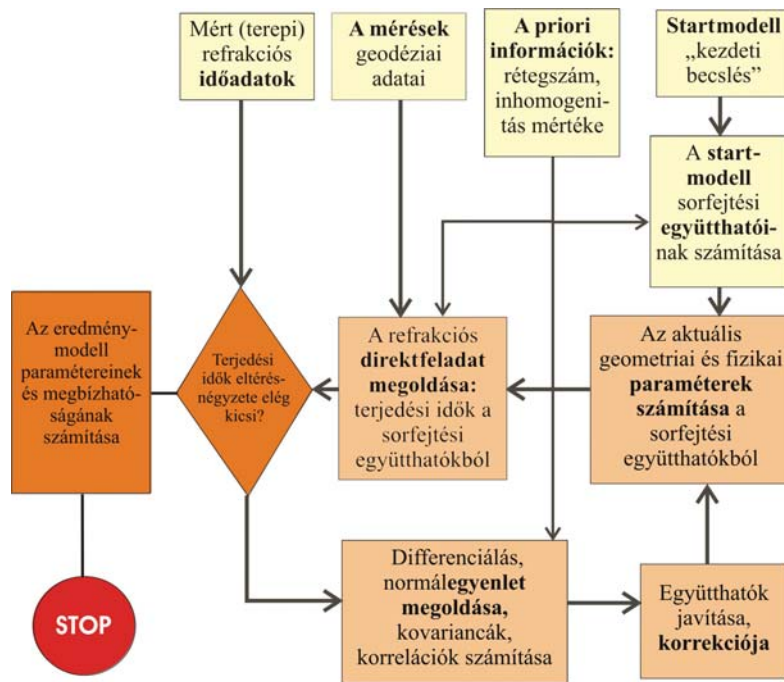 Mért (terepi)
refrakciós
időadatok
A mérések
geodéziai
adatai
A priori
információk:
rétegszám,
inhomogeni-
tás mértéke
Startmodell
„kezdeti
becslés”
A start-
modell
sorfejtési
együtthatói-
nak számítása
Az eredmény-
modell
paramétereinek
és megbízható-
ságának
számítása
Terjedési
idők eltérés-
négyzete elég
kicsi?
A refrakciós
direktfeladat
megoldása:
terjedési idők a
sorfejtési
együtthatókból
Az aktuális
geometriai és fizikai
paraméterek
számítása a
sorfejtési
együtthatókból
STOP
Differenciálás,
normálegyenlet
megoldása,
kovariancák,
korrelációk számítása
Együtthatók
javítása,
korrekciója